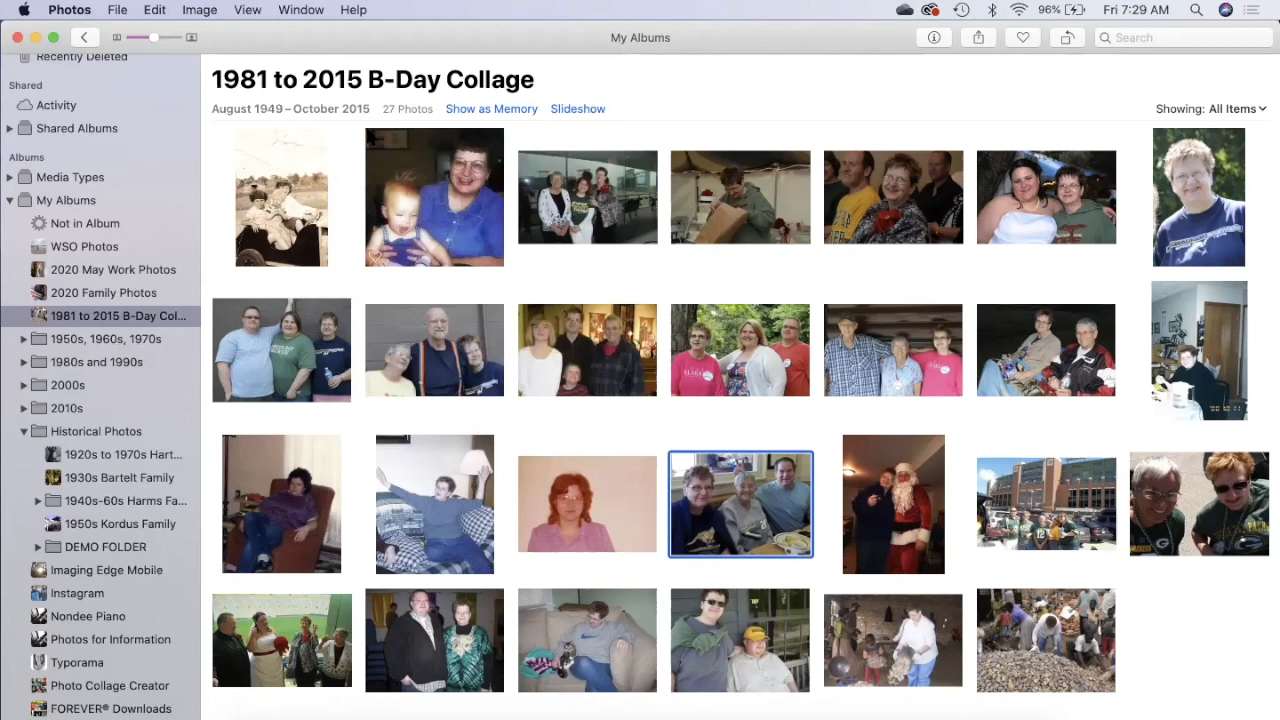 Photos File Edit Image View Window Help 96% Fri 7:29 AM
My Albums
Search
Recently Deleted
Shared
Activity
Shared Albums
Albums
Media Types
My Albums
Not in Album
WSO Photos
2020 May Work Photos
2020 Family Photos
1981 to 2015 B-Day Col...
1950s, 1960s, 1970s
1980s and 1990s
2000s
2010s
Historical Photos
1920s to 1970s Hart...
1930s Bartelt Family
1940s-60s Harms Fa...
1950s Kordus Family
DEMO FOLDER
Imaging Edge Mobile
Instagram
Nondee Piano
Photos for Information
Typorama
Photo Collage Creator
FOREVER® Downloads
1981 to 2015 B-Day Collage
August 1949 – October 2015 27 Photos Show as Memory Slideshow
Showing: All Items